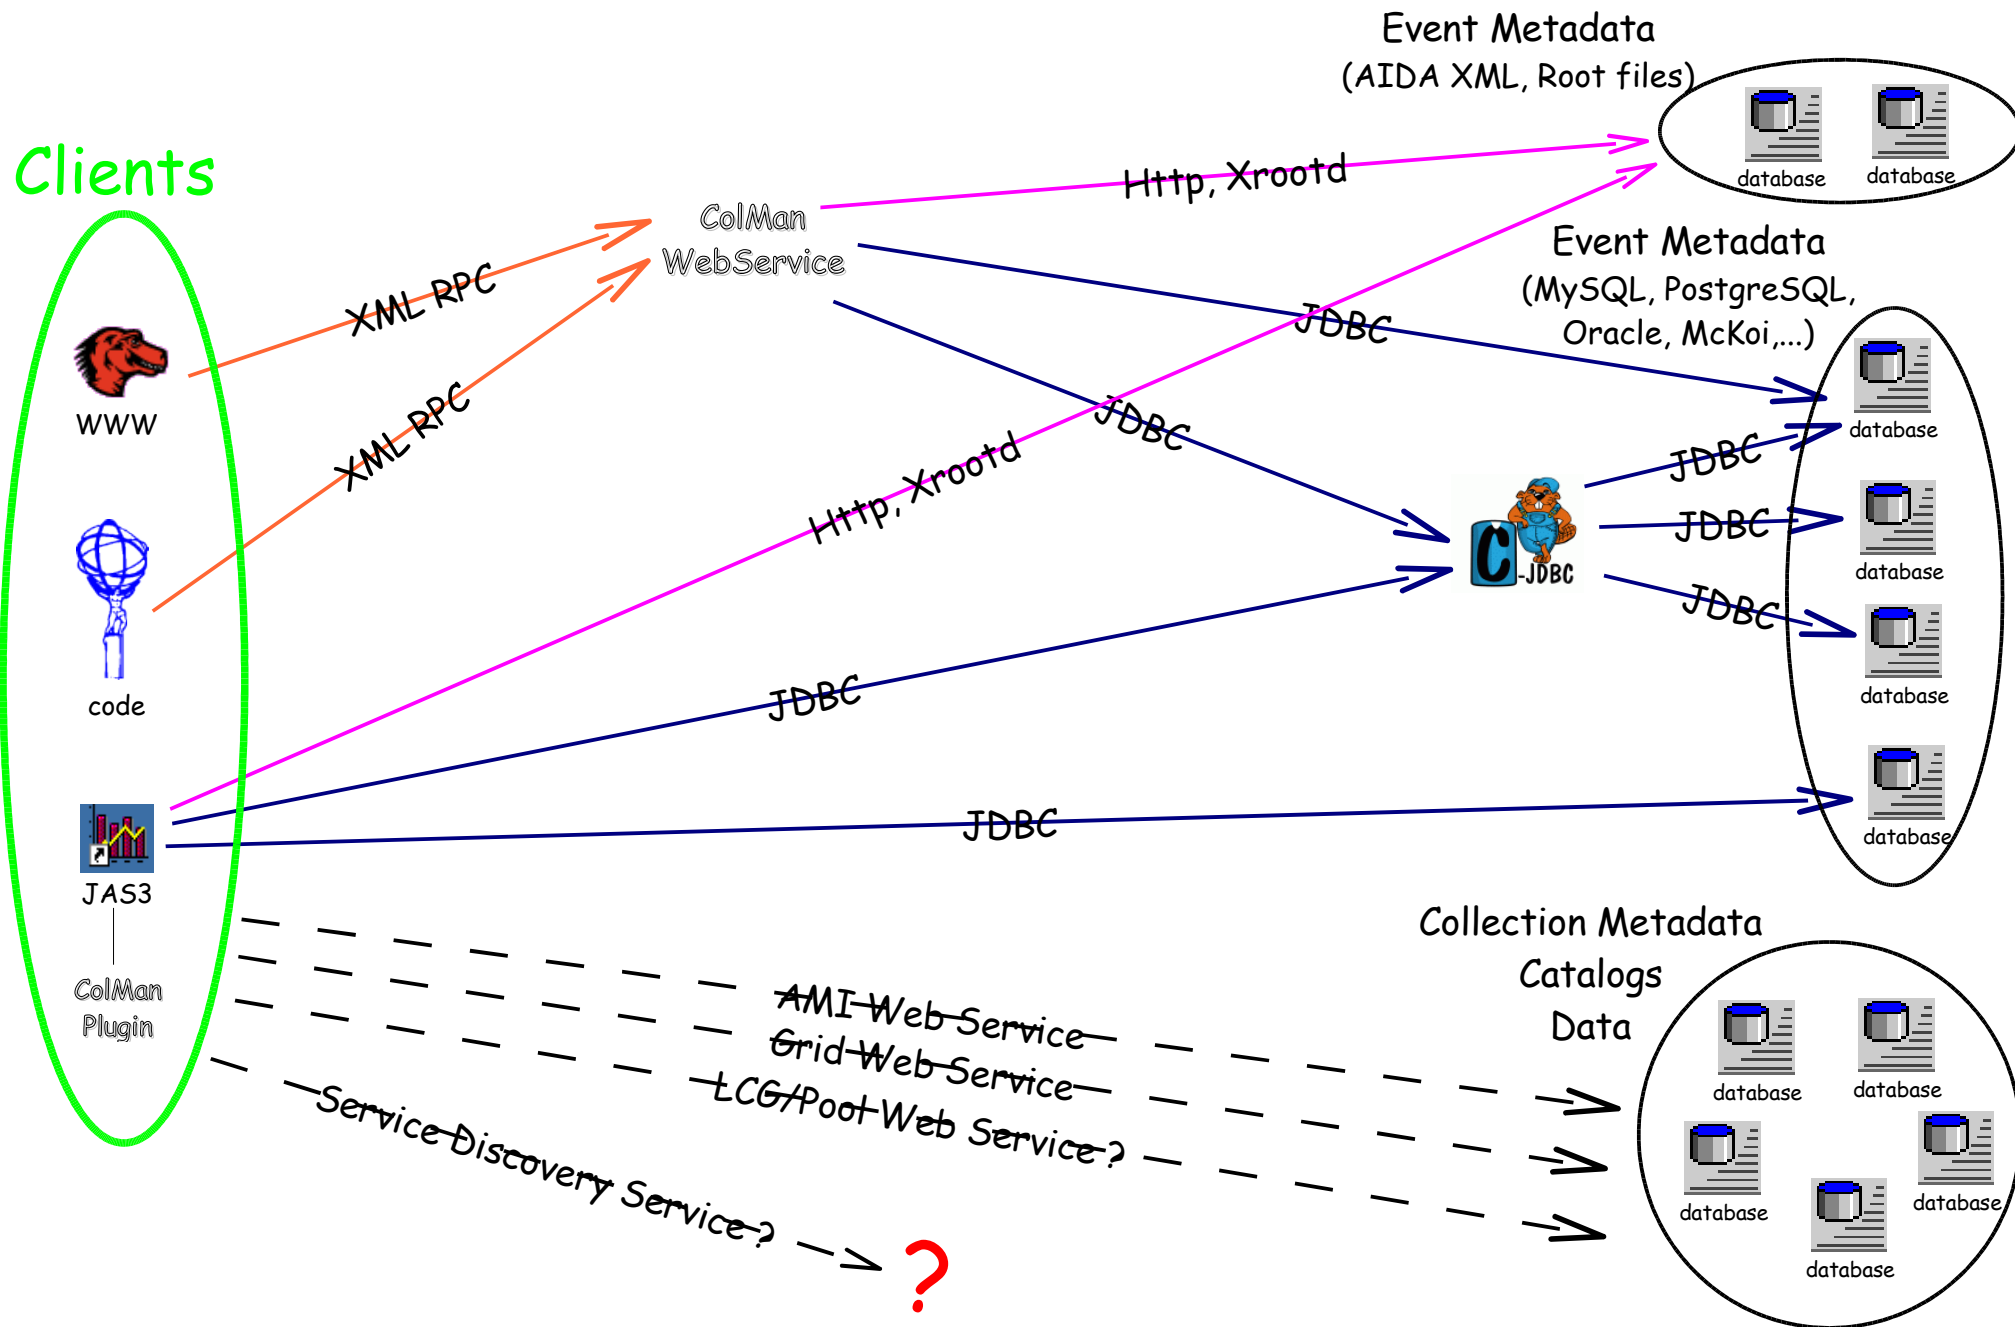 Event Metadata
(AIDA XML, Root files)
database
database
Clients
Http, Xrootd
ColMan
WebService
Event Metadata
(MySQL, PostgreSQL,
Oracle, McKoi,...)
XML RPC
JDBC
WWW
XML RPC
JDBC
database
JDBC
Http, Xrootd
JDBC
C
-JDBC
database
JDBC
code
JDBC
database
JDBC
database
JAS3
Collection Metadata
Catalogs
Data
ColMan
Plugin
AMI Web Service
Grid Web Service
LCG/Pool Web Service ?
Service Discovery Service ?
?
database
database
database
database
database